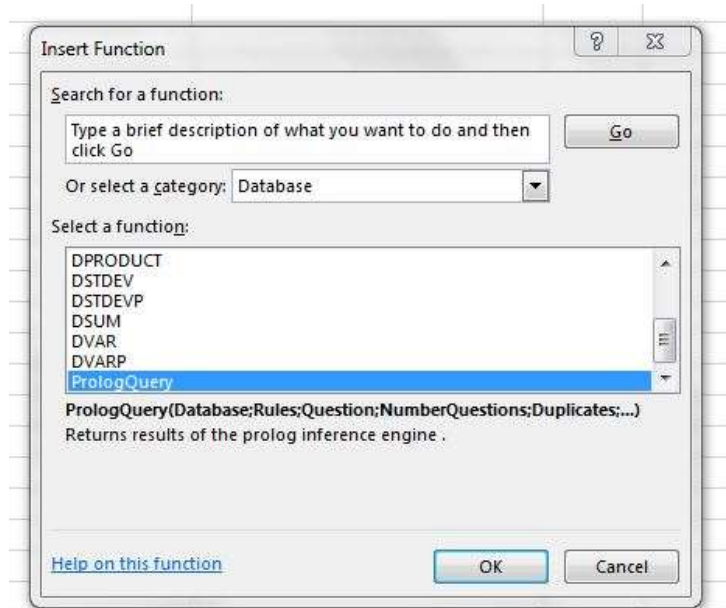 Insert Function
Search for a function:
Type a brief description of what you want to do and then
click Go
Go
Or select a category: Database
Select a function:
DPRODUCT
DSTDEV
DSTDEVP
DSUM
DVAR
DVARP
PrologQuery
PrologQuery(Database;Rules;Question;NumberQuestions;Duplicates;...)
Returns results of the prolog inference engine .
Help on this function
OK
Cancel